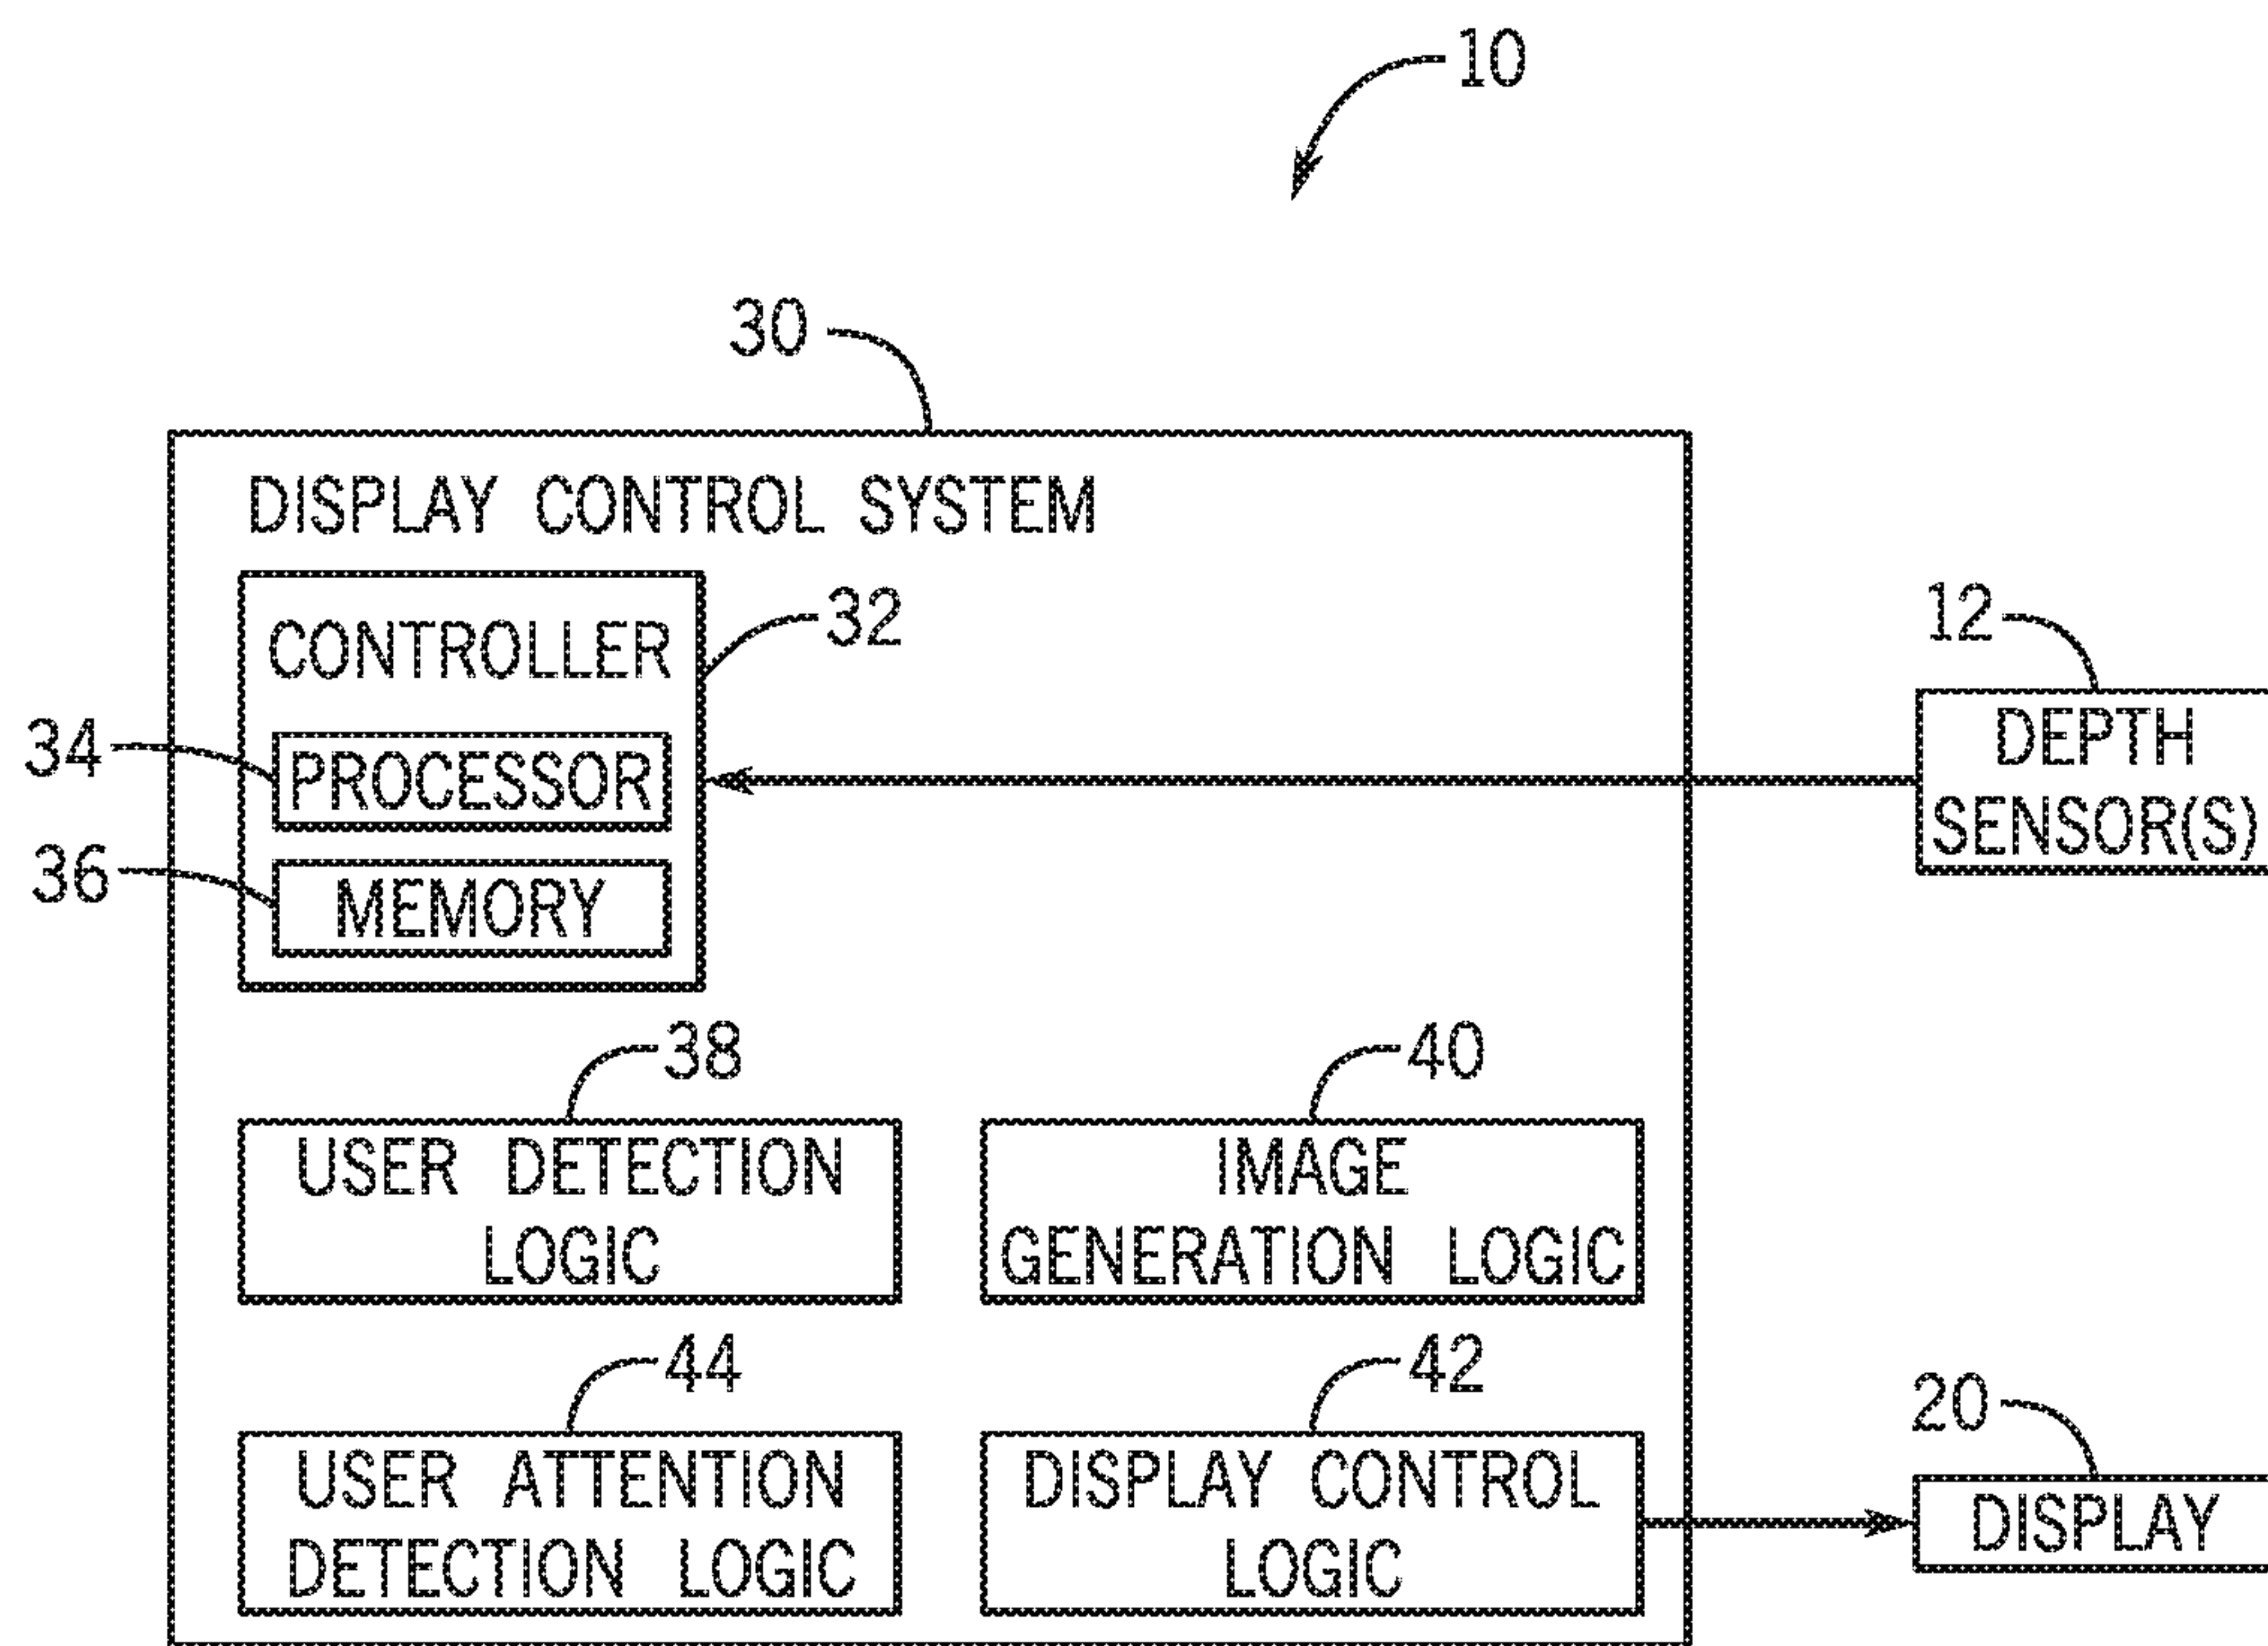 10
30
DISPLAY CONTROL SYSTEM
CONTROLLER
32
12
34
PROCESSOR
DEPTH
SENSOR(S)
36
MEMORY
38
40
USER DETECTION
LOGIC
IMAGE
GENERATION LOGIC
44
42
20
USER ATTENTION
DETECTION LOGIC
DISPLAY CONTROL
LOGIC
DISPLAY